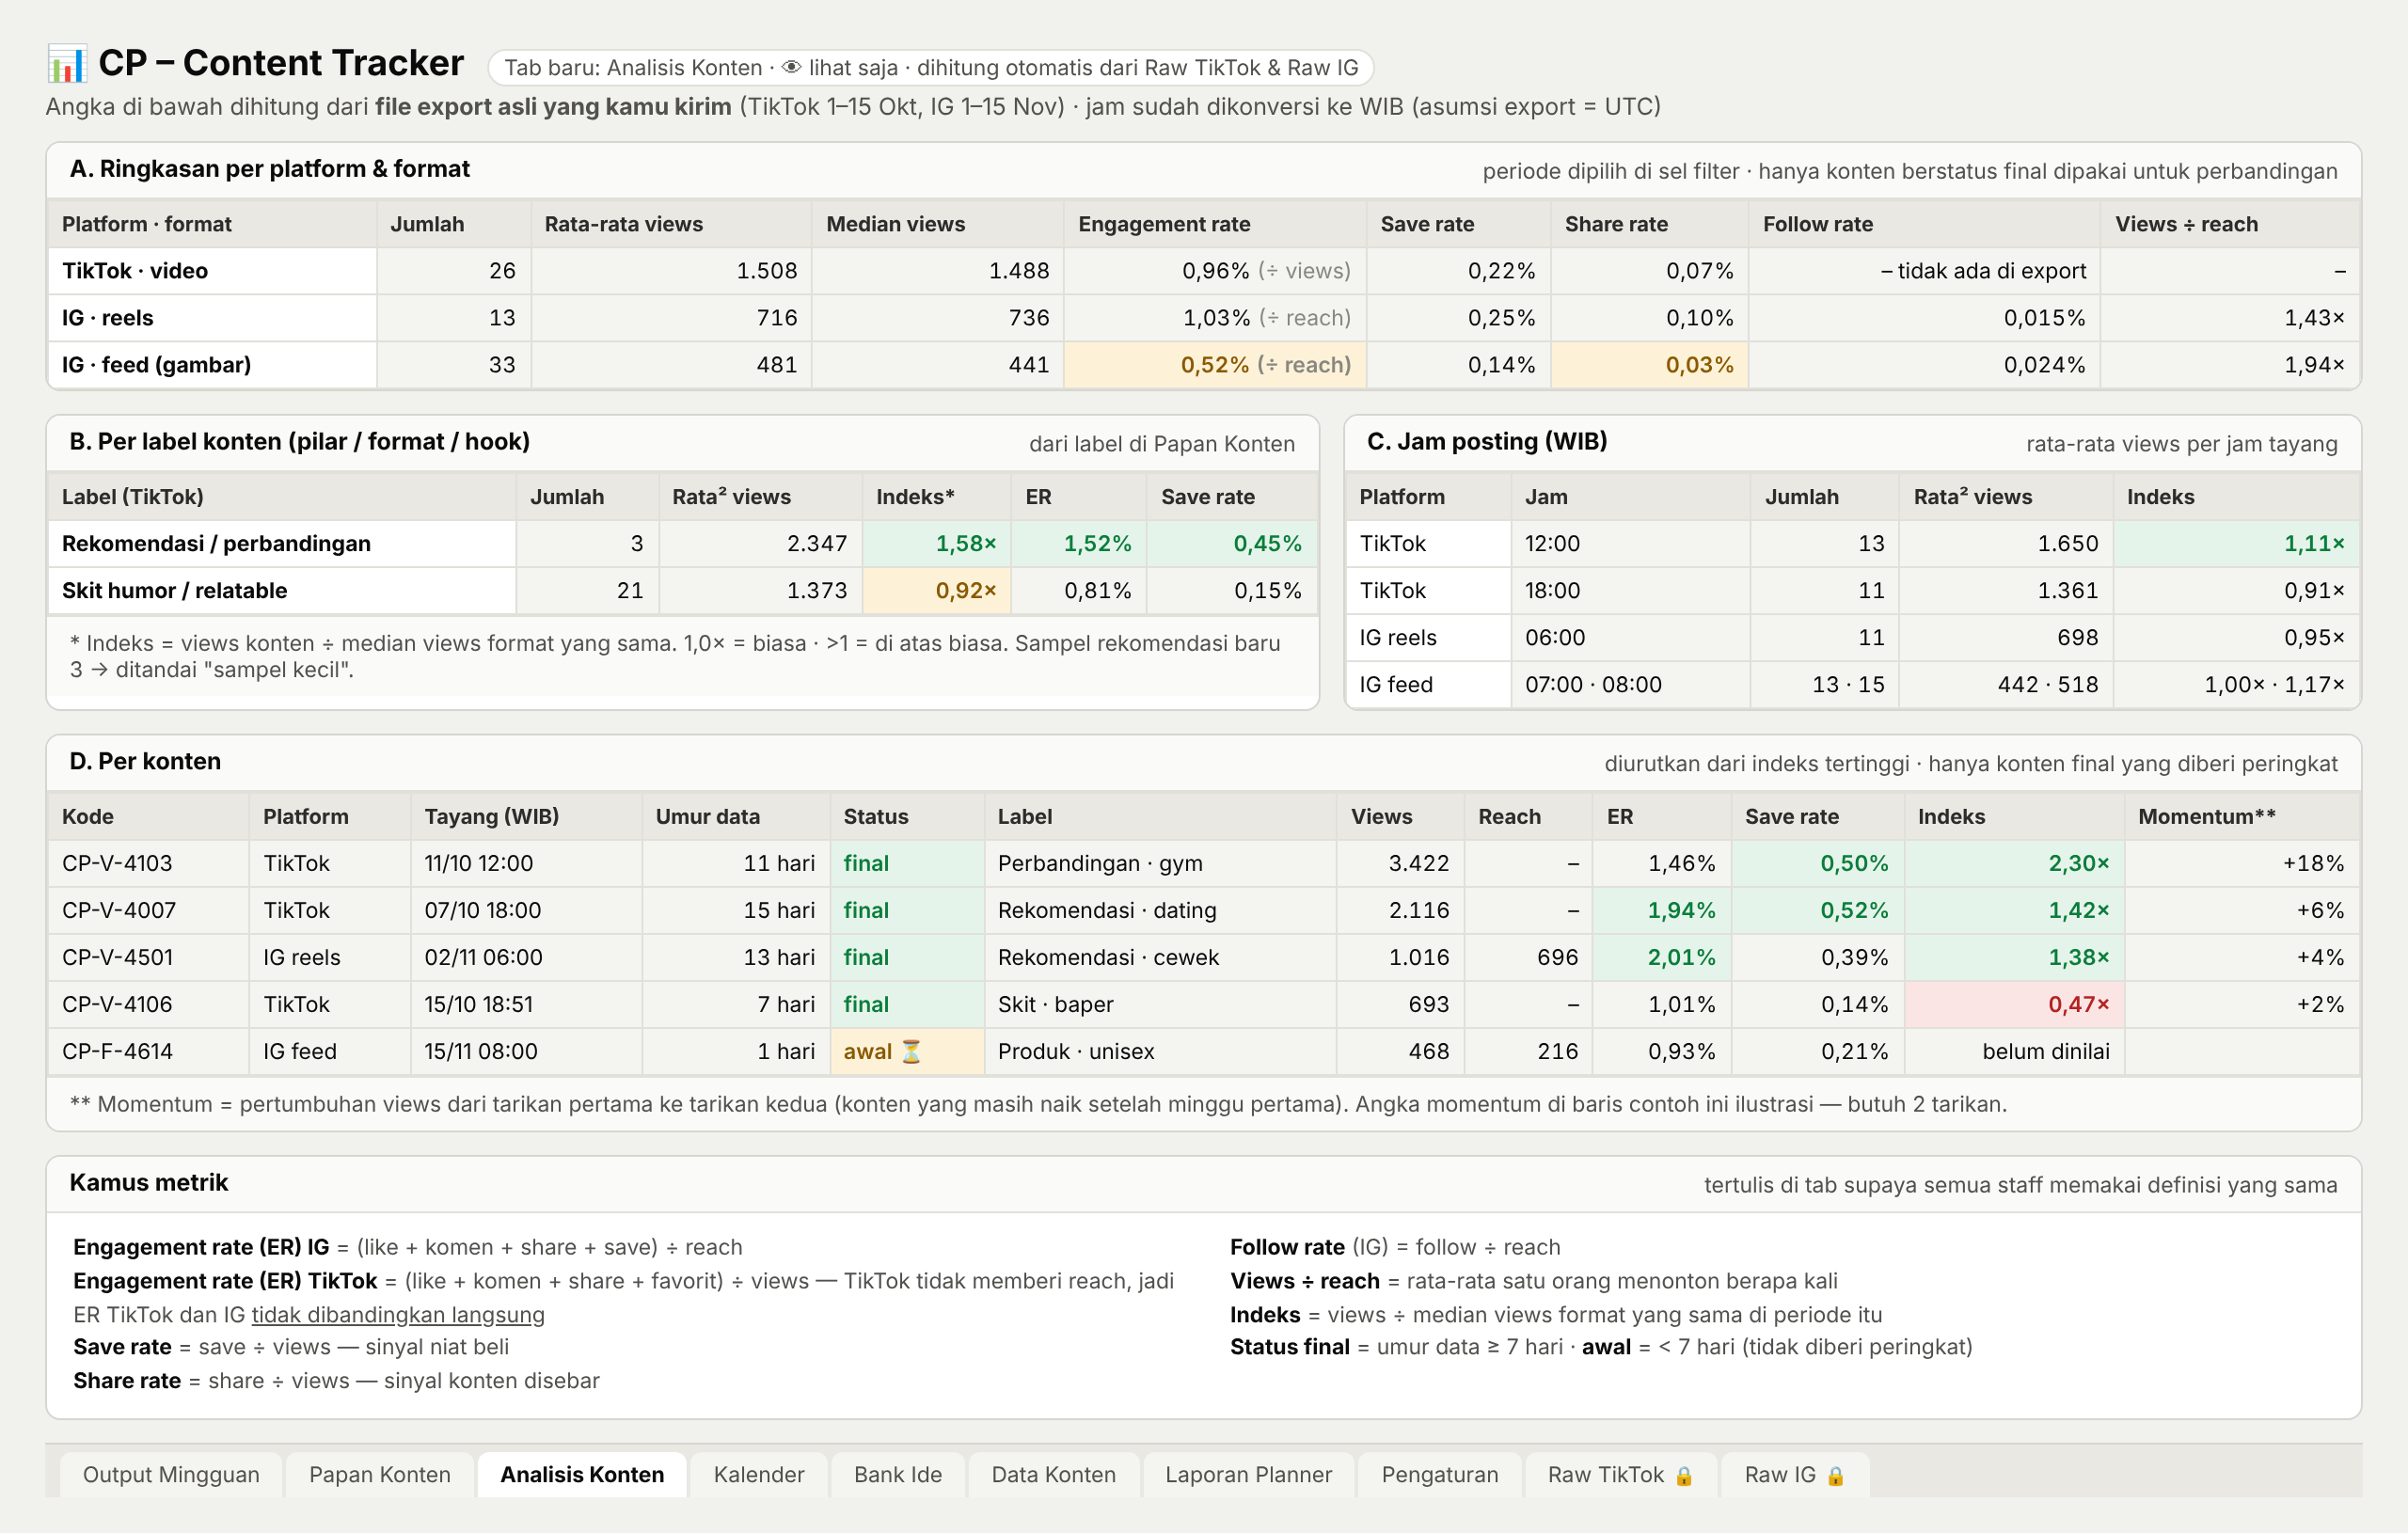 📊 CP – Content Tracker
Tab baru: Analisis Konten · 👁 lihat saja · dihitung otomatis dari Raw TikTok & Raw IG
Angka di bawah dihitung dari file export asli yang kamu kirim (TikTok 1–15 Okt, IG 1–15 Nov) · jam sudah dikonversi ke WIB (asumsi export = UTC)
A. Ringkasan per platform & format
periode dipilih di sel filter · hanya konten berstatus final dipakai untuk perbandingan
Platform · format Jumlah Rata-rata views Median views Engagement rate Save rate Share rate Follow rate Views ÷ reach
TikTok · video 26 1.508 1.488 0,96% (÷ views) 0,22% 0,07% – tidak ada di export –
IG · reels 13 716 736 1,03% (÷ reach) 0,25% 0,10% 0,015% 1,43×
IG · feed (gambar) 33 481 441 0,52% (÷ reach) 0,14% 0,03% 0,024% 1,94×
B. Per label konten (pilar / format / hook)
dari label di Papan Konten
Label (TikTok) Jumlah Rata² views Indeks* ER Save rate
Rekomendasi / perbandingan 3 2.347 1,58× 1,52% 0,45%
Skit humor / relatable 21 1.373 0,92× 0,81% 0,15%
* Indeks = views konten ÷ median views format yang sama. 1,0× = biasa · >1 = di atas biasa. Sampel rekomendasi baru
3 → ditandai "sampel kecil".
C. Jam posting (WIB)
rata-rata views per jam tayang
Platform Jam Jumlah Rata² views Indeks
TikTok 12:00 13 1.650 1,11×
TikTok 18:00 11 1.361 0,91×
IG reels 06:00 11 698 0,95×
IG feed 07:00 · 08:00 13 · 15 442 · 518 1,00× · 1,17×
D. Per konten
diurutkan dari indeks tertinggi · hanya konten final yang diberi peringkat
Kode Platform Tayang (WIB) Umur data Status Label Views Reach ER Save rate Indeks Momentum**
CP-V-4103 TikTok 11/10 12:00 11 hari final Perbandingan · gym 3.422 – 1,46% 0,50% 2,30× +18%
CP-V-4007 TikTok 07/10 18:00 15 hari final Rekomendasi · dating 2.116 – 1,94% 0,52% 1,42× +6%
CP-V-4501 IG reels 02/11 06:00 13 hari final Rekomendasi · cewek 1.016 696 2,01% 0,39% 1,38× +4%
CP-V-4106 TikTok 15/10 18:51 7 hari final Skit · baper 693 – 1,01% 0,14% 0,47× +2%
CP-F-4614 IG feed 15/11 08:00 1 hari awal ⏳ Produk · unisex 468 216 0,93% 0,21% belum dinilai
** Momentum = pertumbuhan views dari tarikan pertama ke tarikan kedua (konten yang masih naik setelah minggu pertama). Angka momentum di baris contoh ini ilustrasi — butuh 2 tarikan.
Kamus metrik
tertulis di tab supaya semua staff memakai definisi yang sama
Engagement rate (ER) IG = (like + komen + share + save) ÷ reach
Engagement rate (ER) TikTok = (like + komen + share + favorit) ÷ views — TikTok tidak memberi reach, jadi
ER TikTok dan IG tidak dibandingkan langsung
Save rate = save ÷ views — sinyal niat beli
Share rate = share ÷ views — sinyal konten disebar
Follow rate (IG) = follow ÷ reach
Views ÷ reach = rata-rata satu orang menonton berapa kali
Indeks = views ÷ median views format yang sama di periode itu
Status final = umur data ≥ 7 hari · awal = < 7 hari (tidak diberi peringkat)
Output Mingguan Papan Konten Analisis Konten Kalender Bank Ide Data Konten Laporan Planner Pengaturan Raw TikTok 🔒 Raw IG 🔒